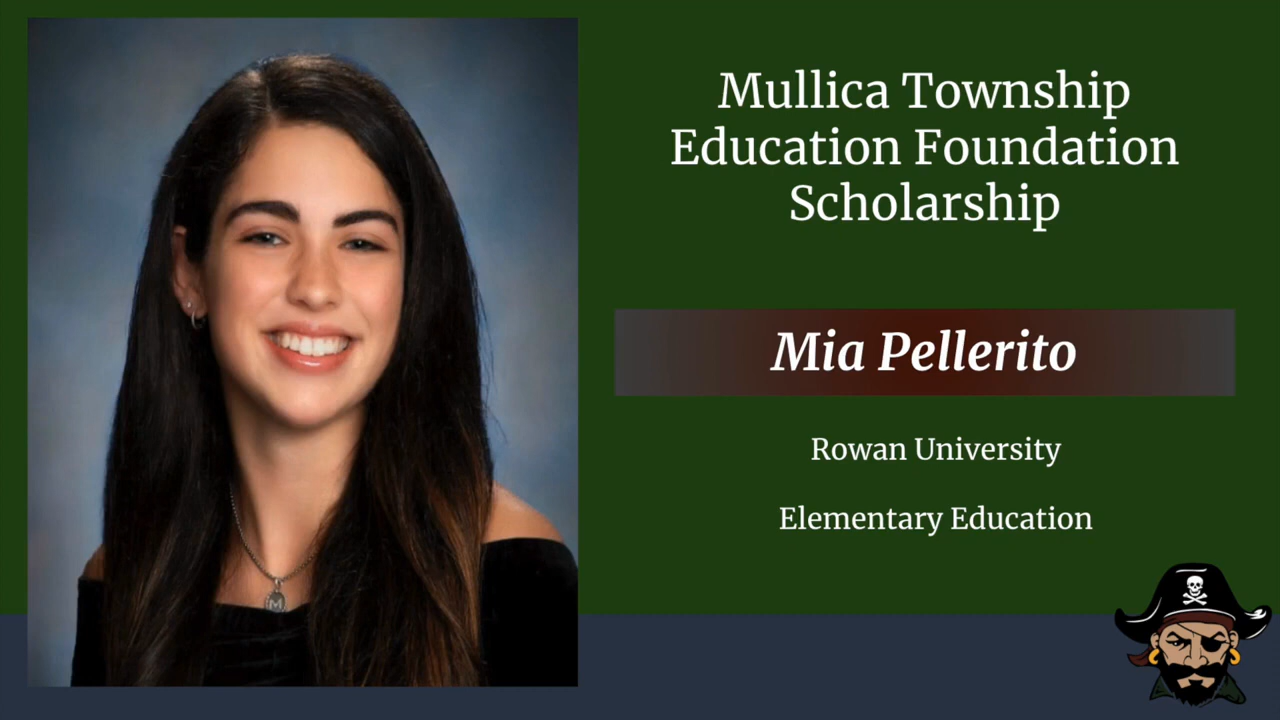 Mullica Township
Education Foundation
Scholarship
Mia Pellerito
Rowan University
Elementary Education
M